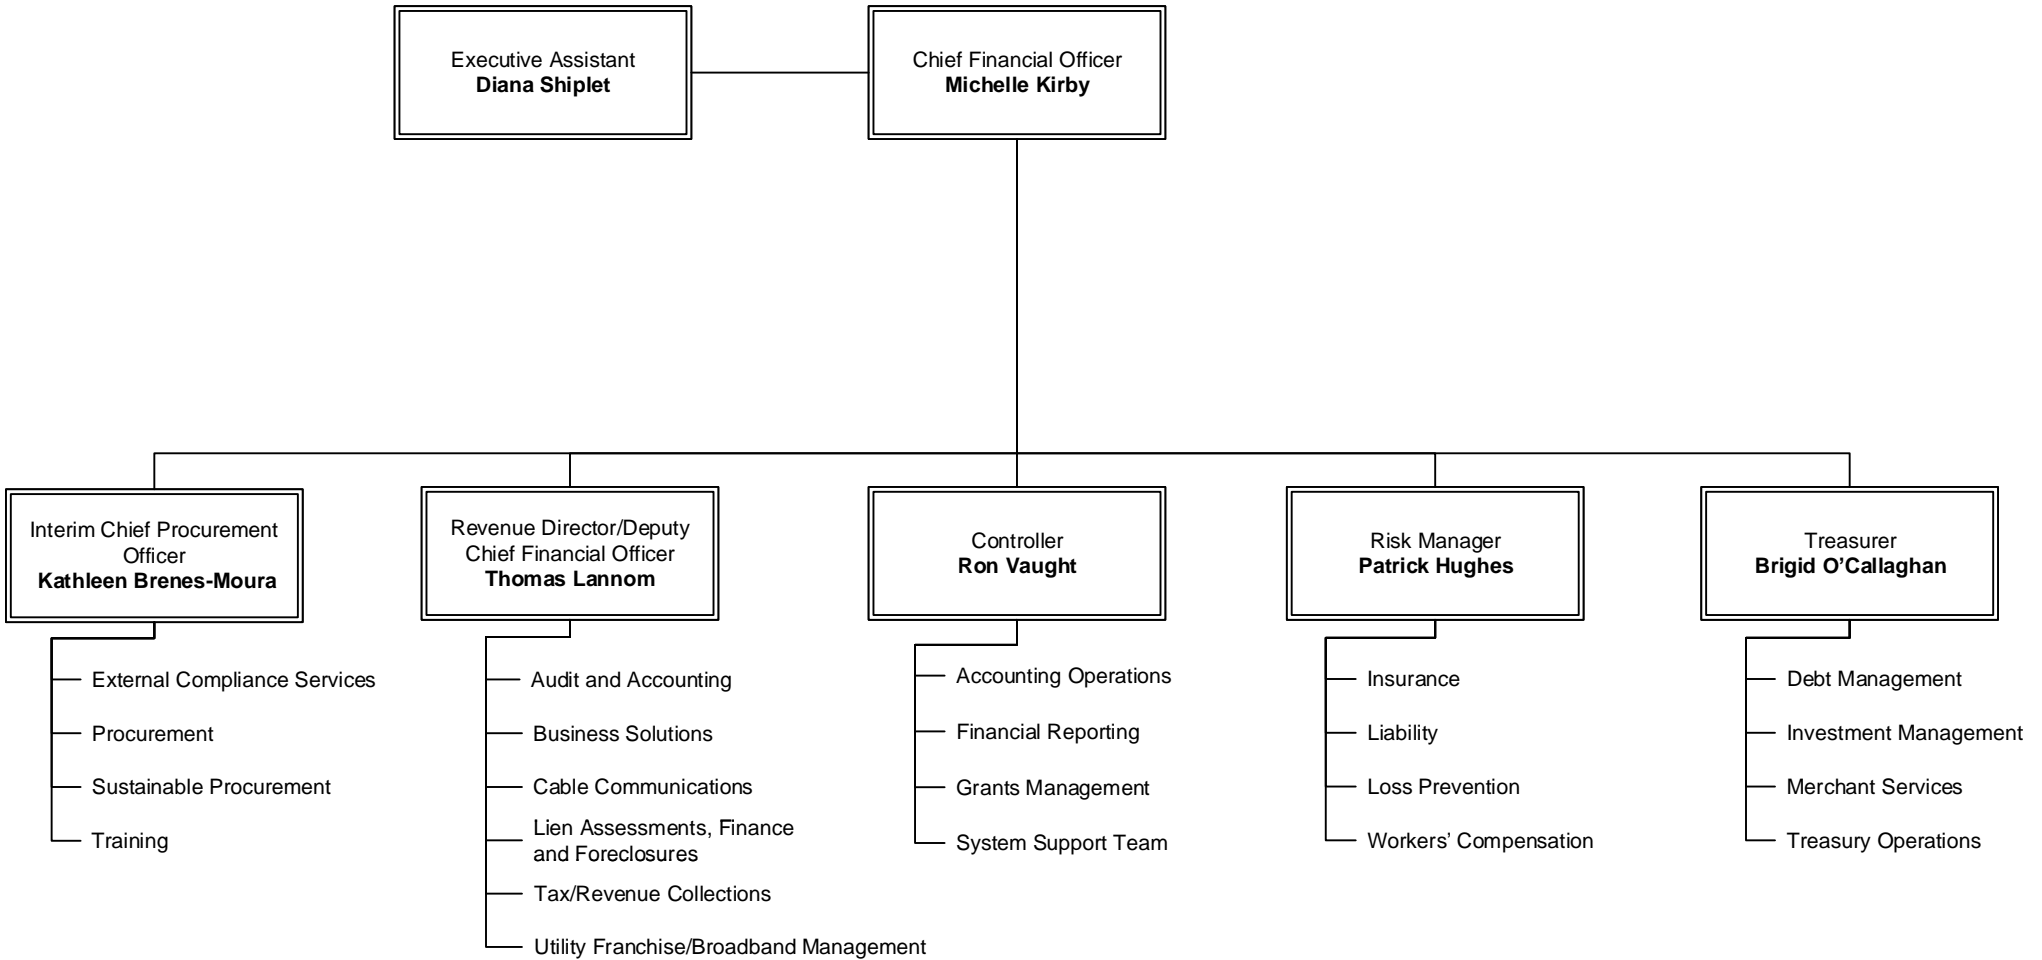 Executive Assistant
Diana Shiplet
Chief Financial Officer
Michelle Kirby
Interim Chief Procurement
Officer
Kathleen Brenes-Moura
External Compliance Services
Procurement
Sustainable Procurement
Training
Revenue Director/Deputy
Chief Financial Officer
Thomas Lannom
Audit and Accounting
Business Solutions
Cable Communications
Lien Assessments, Finance
and Foreclosures
Tax/Revenue Collections
Utility Franchise/Broadband Management
Controller
Ron Vaught
Accounting Operations
Financial Reporting
Grants Management
System Support Team
Risk Manager
Patrick Hughes
Insurance
Liability
Loss Prevention
Workers’ Compensation
Treasurer
Brigid O’Callaghan
Debt Management
Investment Management
Merchant Services
Treasury Operations